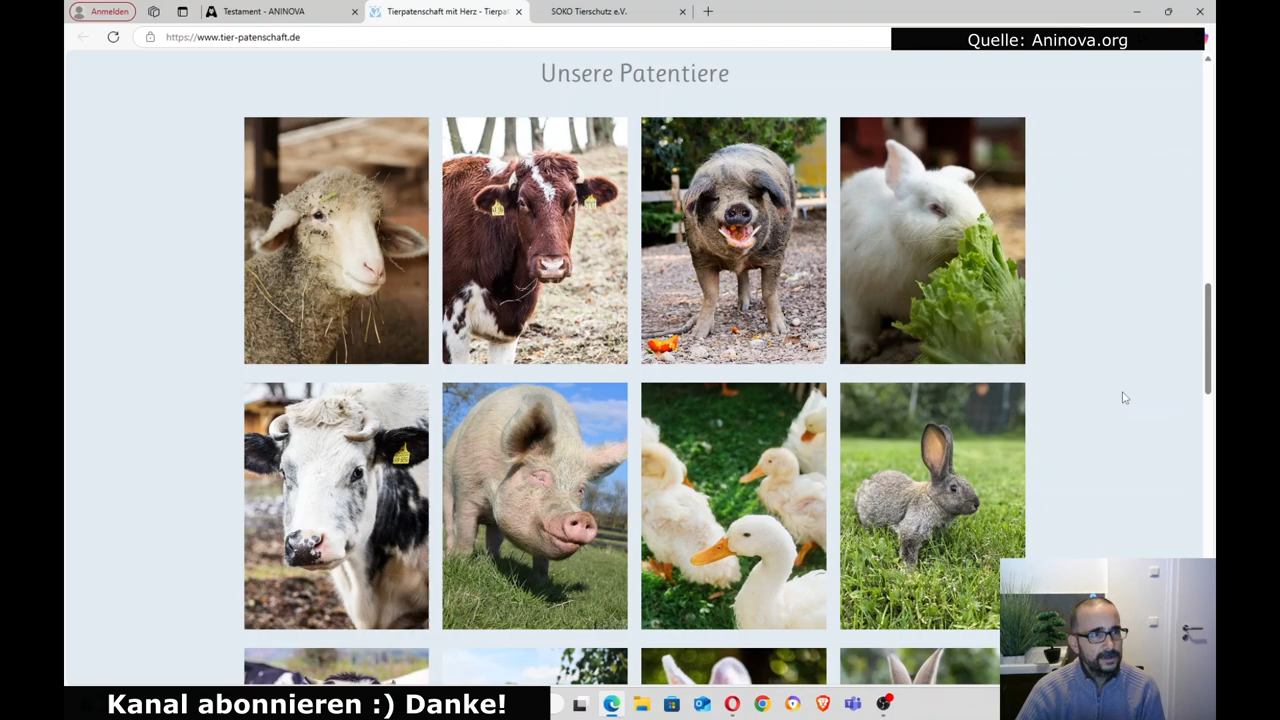 Anmelden
Testament - ANINOVA
Tierpatenschaft mit Herz - Tierpat
SOKO Tierschutz e.V.
https://www.tier-patenschaft.de
Quelle: Aninova.org
Unsere Patentiere
Kanal abonnieren :) Danke!